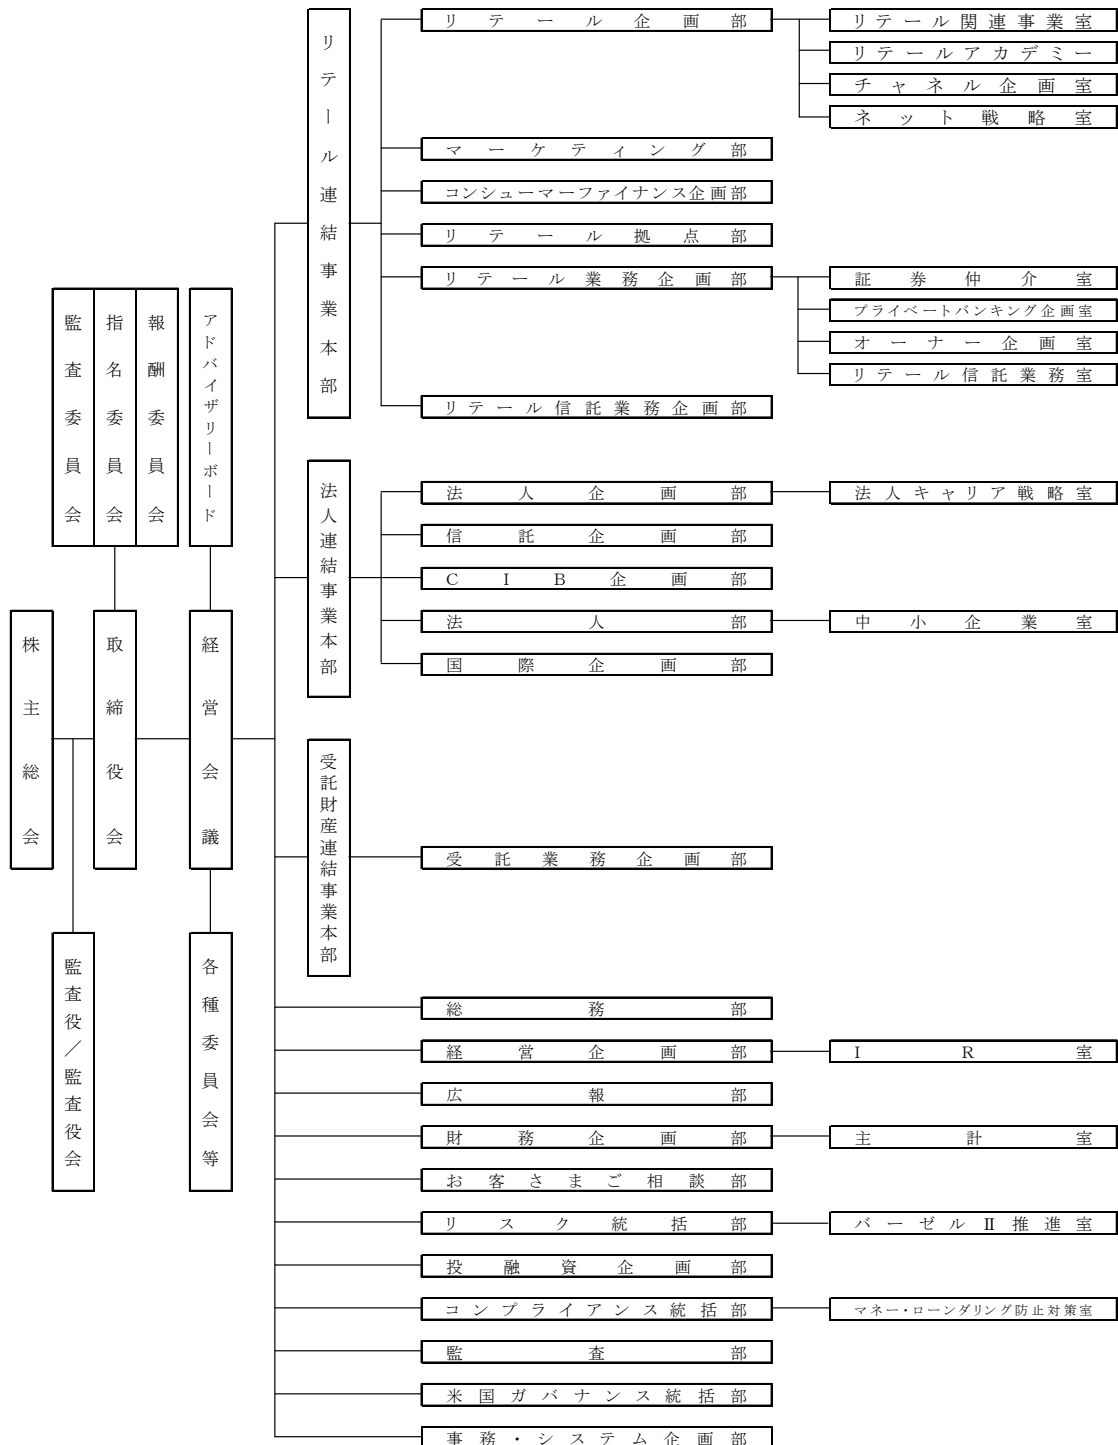 株主総会
監査委員会
指名委員会
報酬委員会
取締役会
監査役／監査役会
アドバイザリーボード
経営会議
各種委員会等
リテール連結事業本部
リテール企画部
リテール関連事業室
リテールアカデミー
チャネル企画室
ネット戦略室
マーケティング部
コンシューマーファイナンス企画部
リテール拠点部
リテール業務企画部
証券仲介室
プライベートバンキング企画室
オーナー企画室
リテール信託業務室
リテール信託業務企画部
法人連結事業本部
法人企画部
法人キャリア戦略室
信託企画部
CIB企画部
法人部
中小企業室
国際企画部
受託財産連結事業本部
受託業務企画部
総務部
経営企画部
IR室
広報部
財務企画部
主計室
お客さまご相談部
リスク統括部
バーゼルⅡ推進室
投融資企画部
コンプライアンス統括部
マネー・ローンダリング防止対策室
監査部
米国ガバナンス統括部
事務・システム企画部